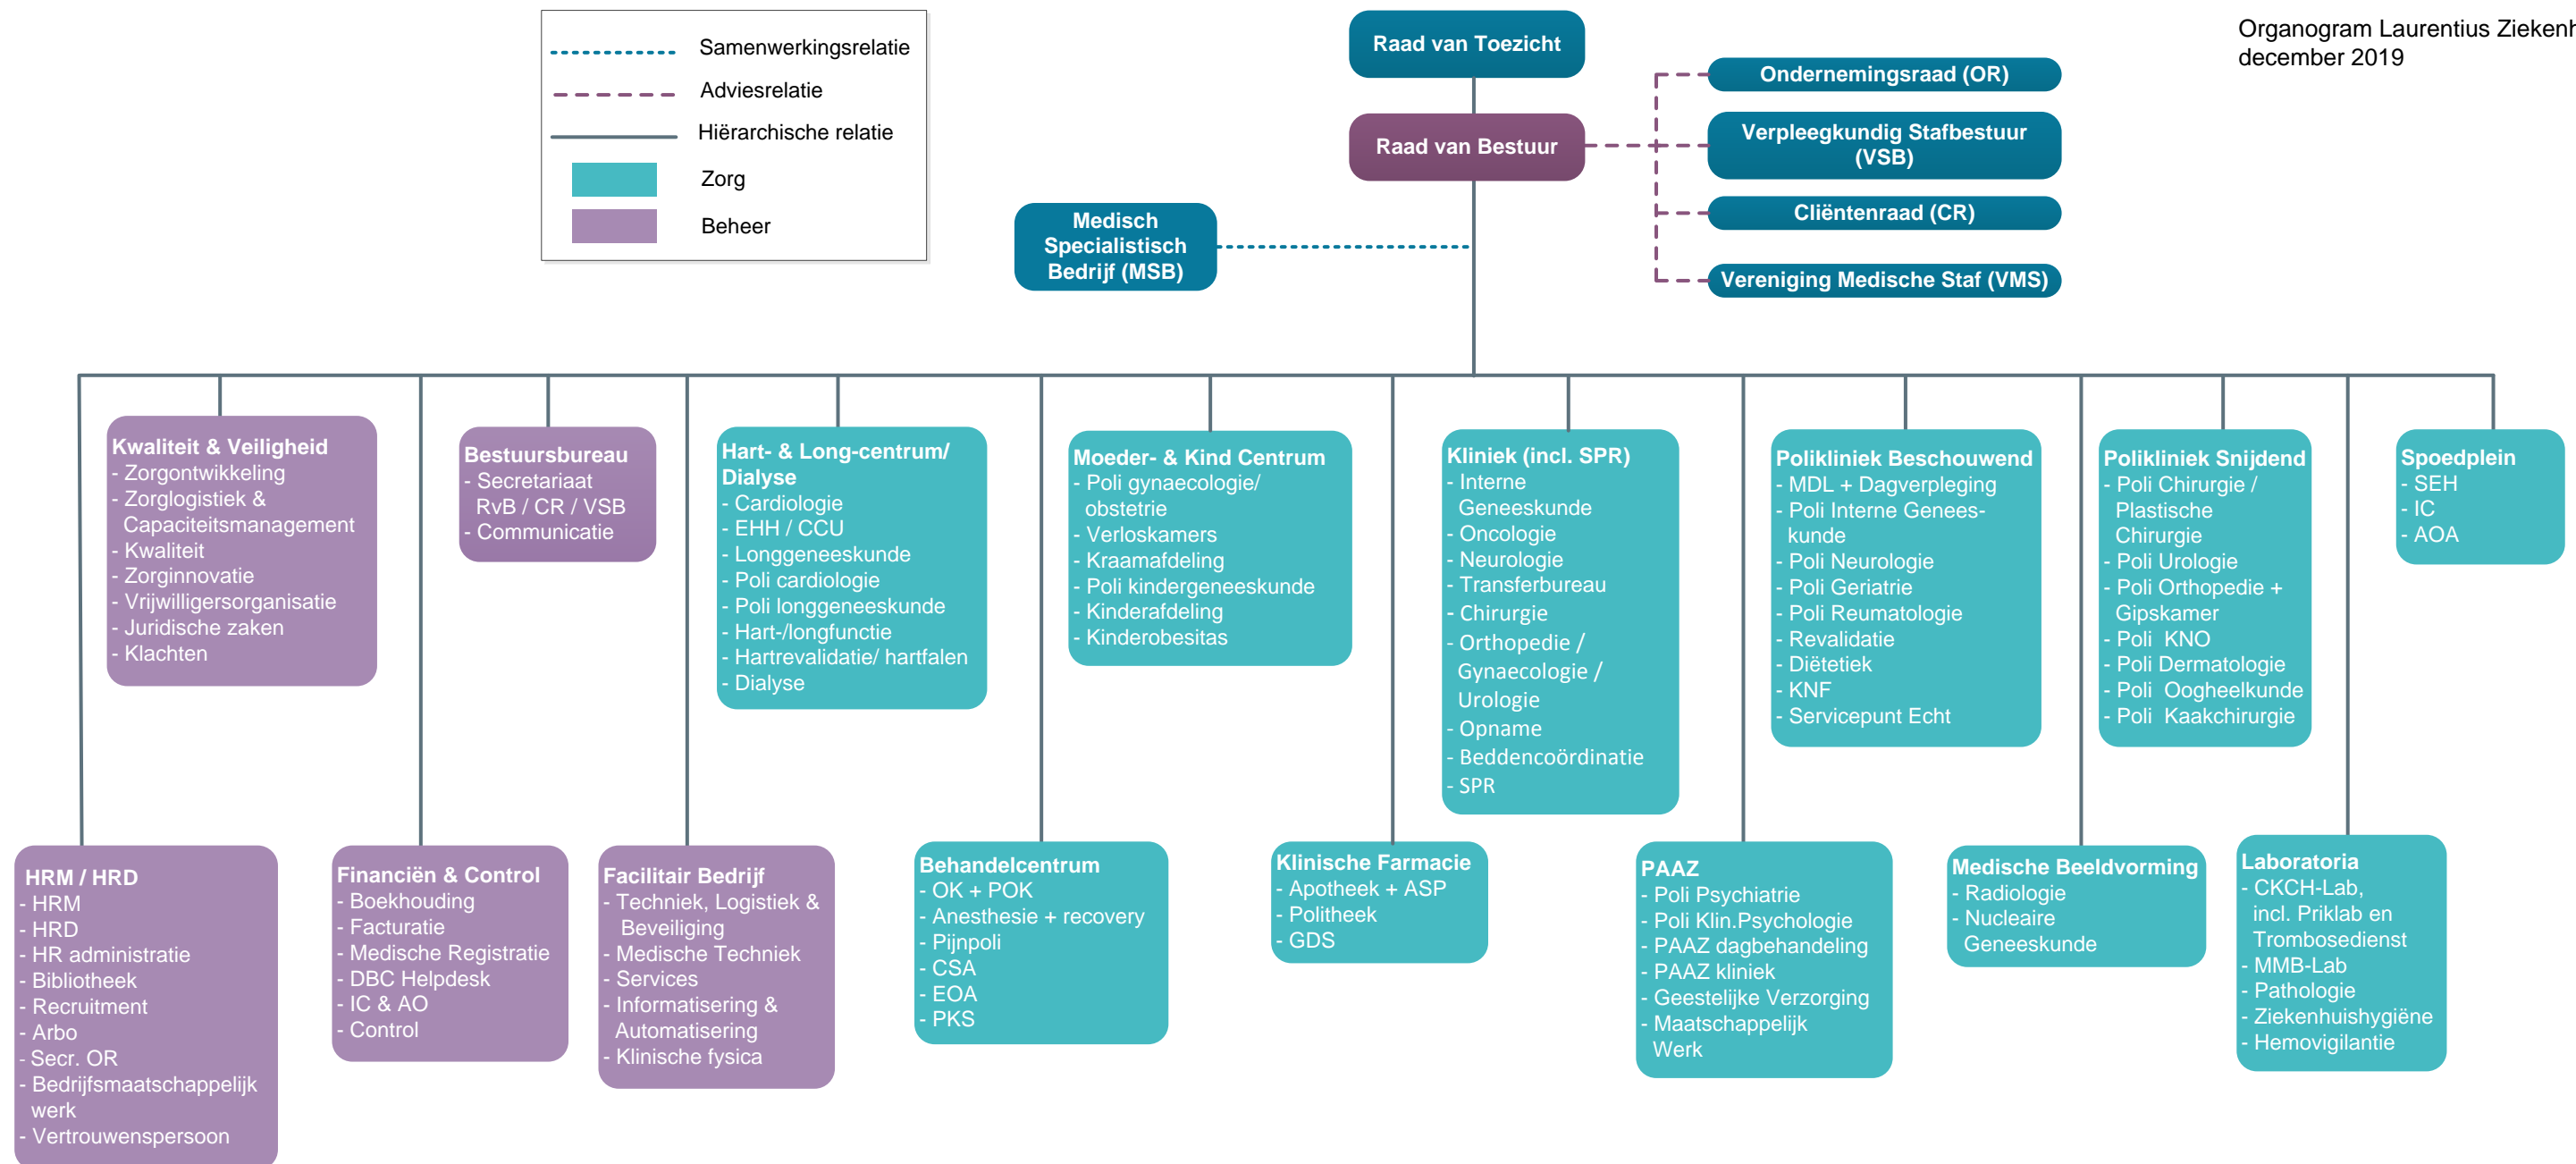 Samenwerkingsrelatie
Adviesrelatie
Hiërarchische relatie
Zorg
Beheer
Raad van Toezicht
Raad van Bestuur
Organogram Laurentius Ziekenh
december 2019
Ondernemingsraad (OR)
Verpleegkundig Stafbestuur
(VSB)
Cliëntenraad (CR)
Vereniging Medische Staf (VMS)
Medisch
Specialistisch
Bedrijf (MSB)
Kwaliteit & Veiligheid
- Zorgontwikkeling
- Zorglogistiek &
Capaciteitsmanagement
- Kwaliteit
- Zorginnovatie
- Vrijwilligersorganisatie
- Juridische zaken
- Klachten
Bestuursbureau
- Secretariaat
RvB / CR / VSB
- Communicatie
Hart- & Long-centrum/
Dialyse
- Cardiologie
- EHH / CCU
- Longgeneeskunde
- Poli cardiologie
- Poli longgeneeskunde
- Hart-/longfunctie
- Hartrevalidatie/ hartfalen
- Dialyse
Moeder- & Kind Centrum
- Poli gynaecologie/
obstetrie
- Verloskamers
- Kraamafdeling
- Poli kindergeneeskunde
- Kinderafdeling
- Kinderobesitas
Kliniek (incl. SPR)
- Interne
Geneeskunde
- Oncologie
- Neurologie
- Transferbureau
- Chirurgie
- Orthopedie /
Gynaecologie /
Urologie
- Opname
- Beddencoördinatie
- SPR
Polikliniek Beschouwend
- MDL + Dagverpleging
- Poli Interne Genees-
kunde
- Poli Neurologie
- Poli Geriatrie
- Poli Reumatologie
- Revalidatie
- Diëtetiek
- KNF
- Servicepunt Echt
Polikliniek Snijdend
- Poli Chirurgie /
Plastische
Chirurgie
- Poli Urologie
- Poli Orthopedie +
Gipskamer
- Poli  KNO
- Poli Dermatologie
- Poli  Oogheelkunde
- Poli  Kaakchirurgie
Spoedplein
- SEH
- IC
- AOA
HRM / HRD
- HRM
- HRD
- HR administratie
- Bibliotheek
- Recruitment
- Arbo
- Secr. OR
- Bedrijfsmaatschappelijk
werk
- Vertrouwenspersoon
Financiën & Control
- Boekhouding
- Facturatie
- Medische Registratie
- DBC Helpdesk
- IC & AO
- Control
Facilitair Bedrijf
- Techniek, Logistiek &
Beveiliging
- Medische Techniek
- Services
- Informatisering &
Automatisering
- Klinische fysica
Behandelcentrum
- OK + POK
- Anesthesie + recovery
- Pijnpoli
- CSA
- EOA
- PKS
Klinische Farmacie
- Apotheek + ASP
- Politheek
- GDS
PAAZ
- Poli Psychiatrie
- Poli Klin.Psychologie
- PAAZ dagbehandeling
- PAAZ kliniek
- Geestelijke Verzorging
- Maatschappelijk
Werk
Medische Beeldvorming
- Radiologie
- Nucleaire
Geneeskunde
Laboratoria
- CKCH-Lab,
incl. Priklab en
Trombosedienst
- MMB-Lab
- Pathologie
- Ziekenhuishygiëne
- Hemovigilantie